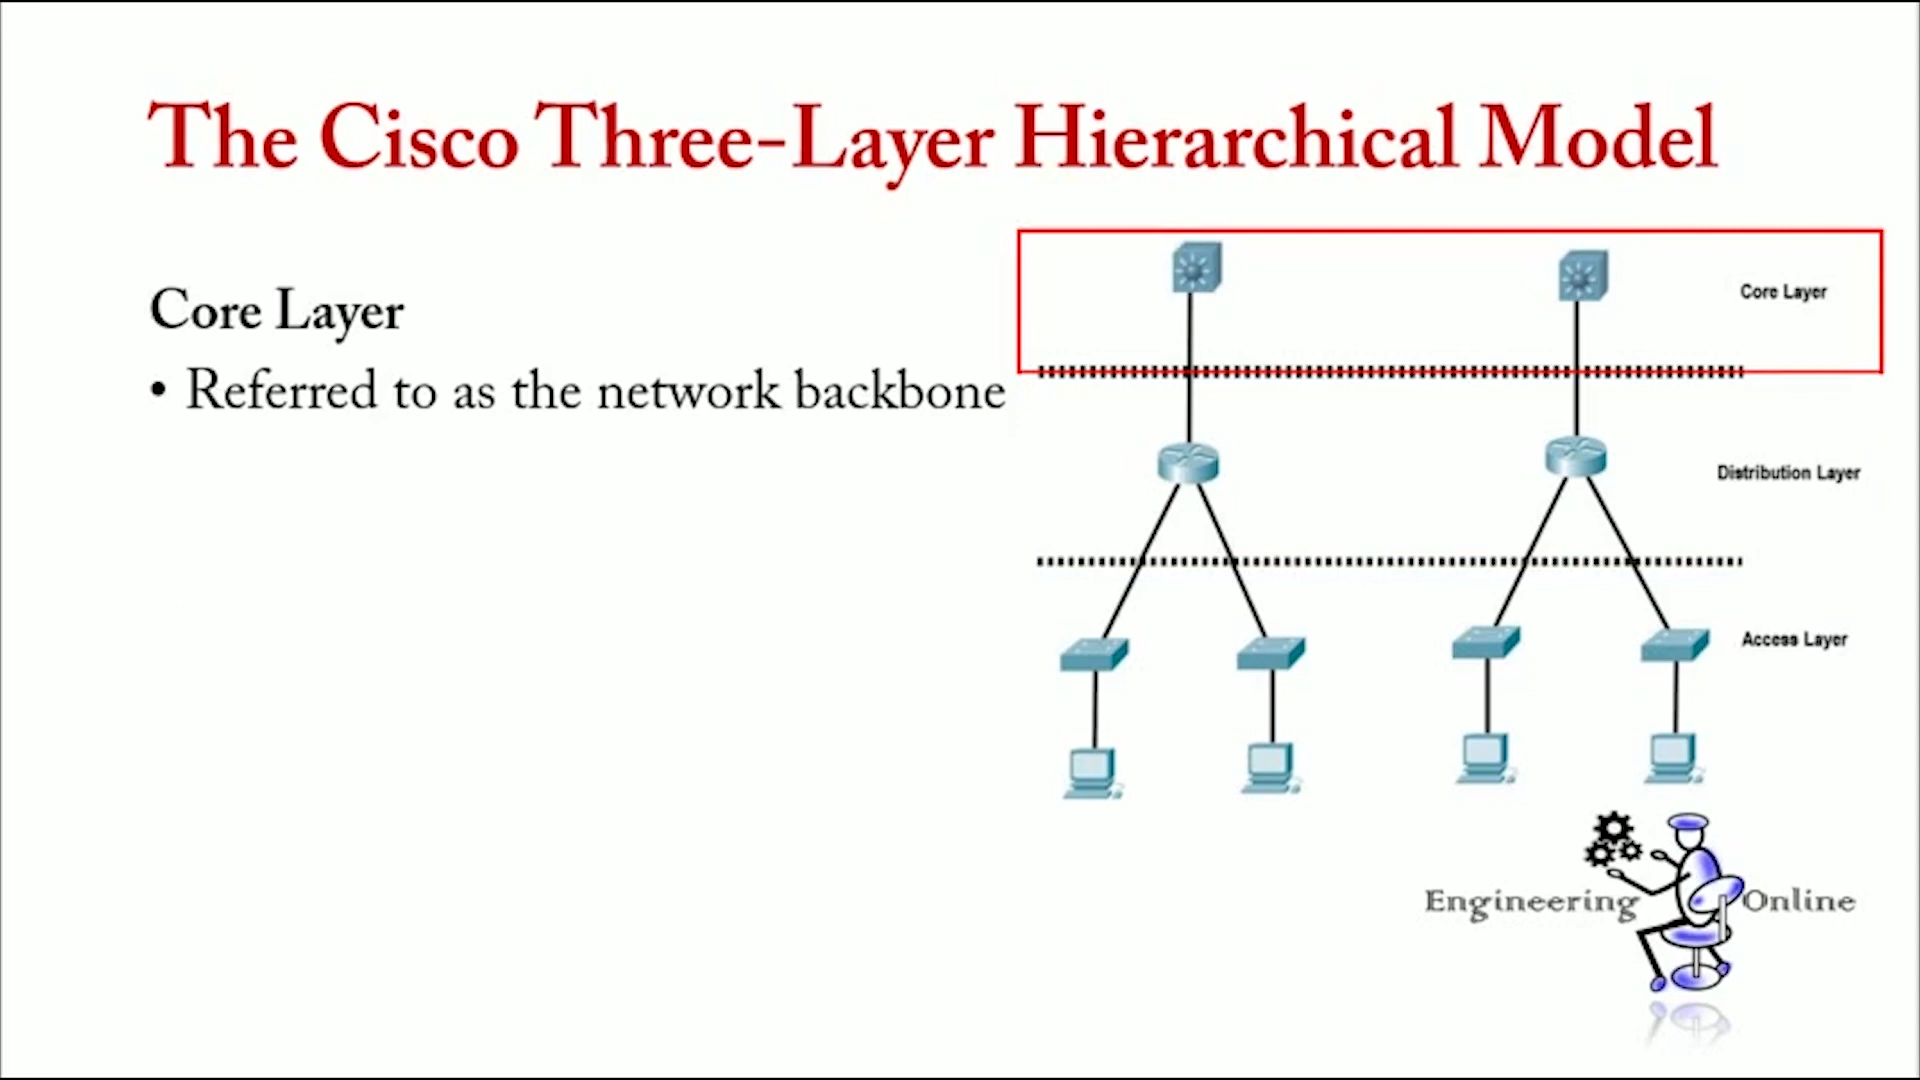 The Cisco Three-Layer Hierarchical Model
Core Layer
• Referred to as the network backbone
Core Layer
Distribution Layer
Access Layer
Engineering Online